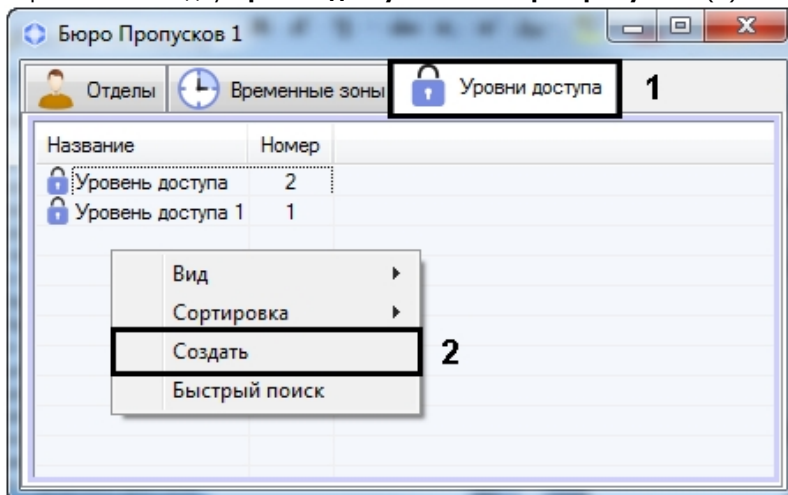 Бюро Пропусков 1
Отделы Временные зоны Уровни доступа 1
Название Номер
Уровень доступа 2
Уровень доступа 1 1
Вид
Сортировка
Создать 2
Быстрый поиск